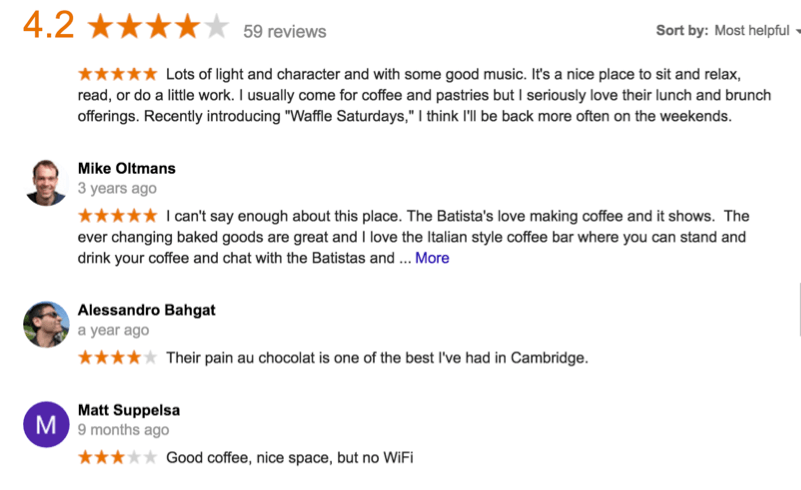 4.2 59 reviews Sort by: Most helpful
Lots of light and character and with some good music. It's a nice place to sit and relax,
read, or do a little work. I usually come for coffee and pastries but I seriously love their lunch and brunch
offerings. Recently introducing "Waffle Saturdays," I think I'll be back more often on the weekends.
Mike Oltmans
3 years ago
I can't say enough about this place. The Batista's love making coffee and it shows. The
ever changing baked goods are great and I love the Italian style coffee bar where you can stand and
drink your coffee and chat with the Batistas and ... More
Alessandro Bahgat
a year ago
Their pain au chocolat is one of the best I've had in Cambridge.
M
Matt Suppelsa
9 months ago
Good coffee, nice space, but no WiFi